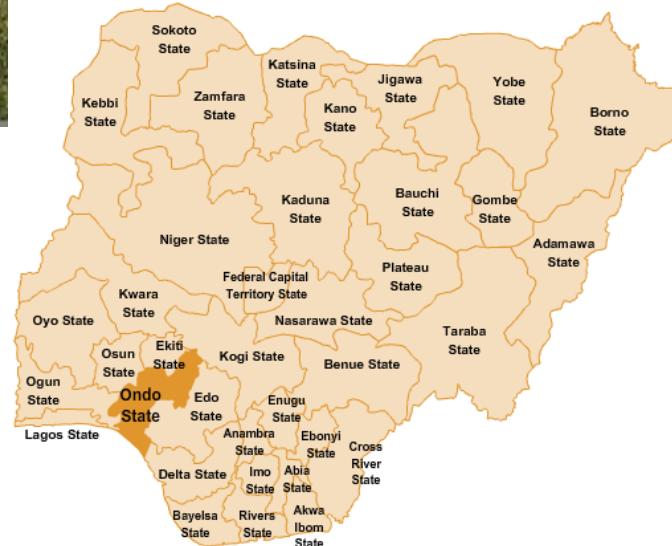 Sokoto
State
Katsina
State
Jigawa
State
Yobe
State
Kebbi
State
Zamfara
State
Kano
State
Borno
State
Kaduna
State
Bauchi
State
Gombe
State
Niger State
Adamawa
State
Federal Capital
Territory State
Plateau
State
Kwara
State
Oyo State
Nasarawa State
Taraba
State
Osun
State
Ekiti
State
Kogi State
Benue State
Ogun
State
Ondo
State
Edo
State
Enugu
State
Lagos State
Anambra
State
Ebonyi
State
Cross
River
State
Delta State
Imo
State
Abia
State
Bayelsa
State
Rivers
State
Akwa
Ibom
State